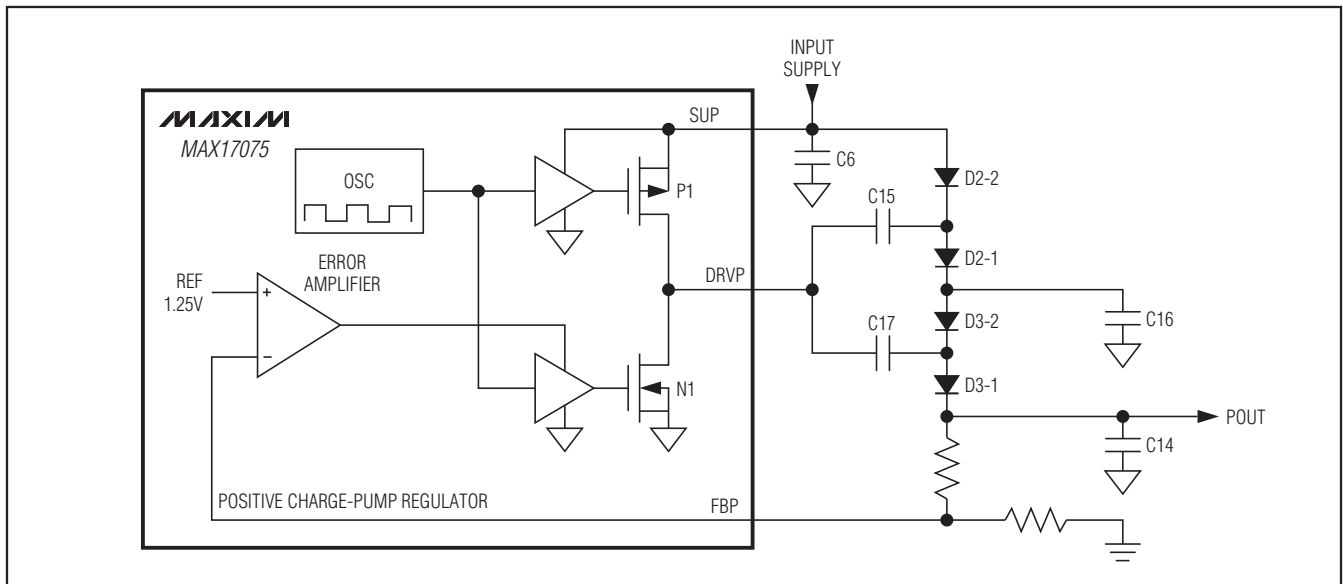 INPUT
SUPPLY
MAXIM
MAX17075
SUP
C6
OSC
P1
D2-2
C15
D2-1
ERROR
AMPLIFIER
REF
1.25V
+
−
DRVP
C17
D3-2
C16
N1
D3-1
POUT
C14
POSITIVE CHARGE-PUMP REGULATOR
FBP